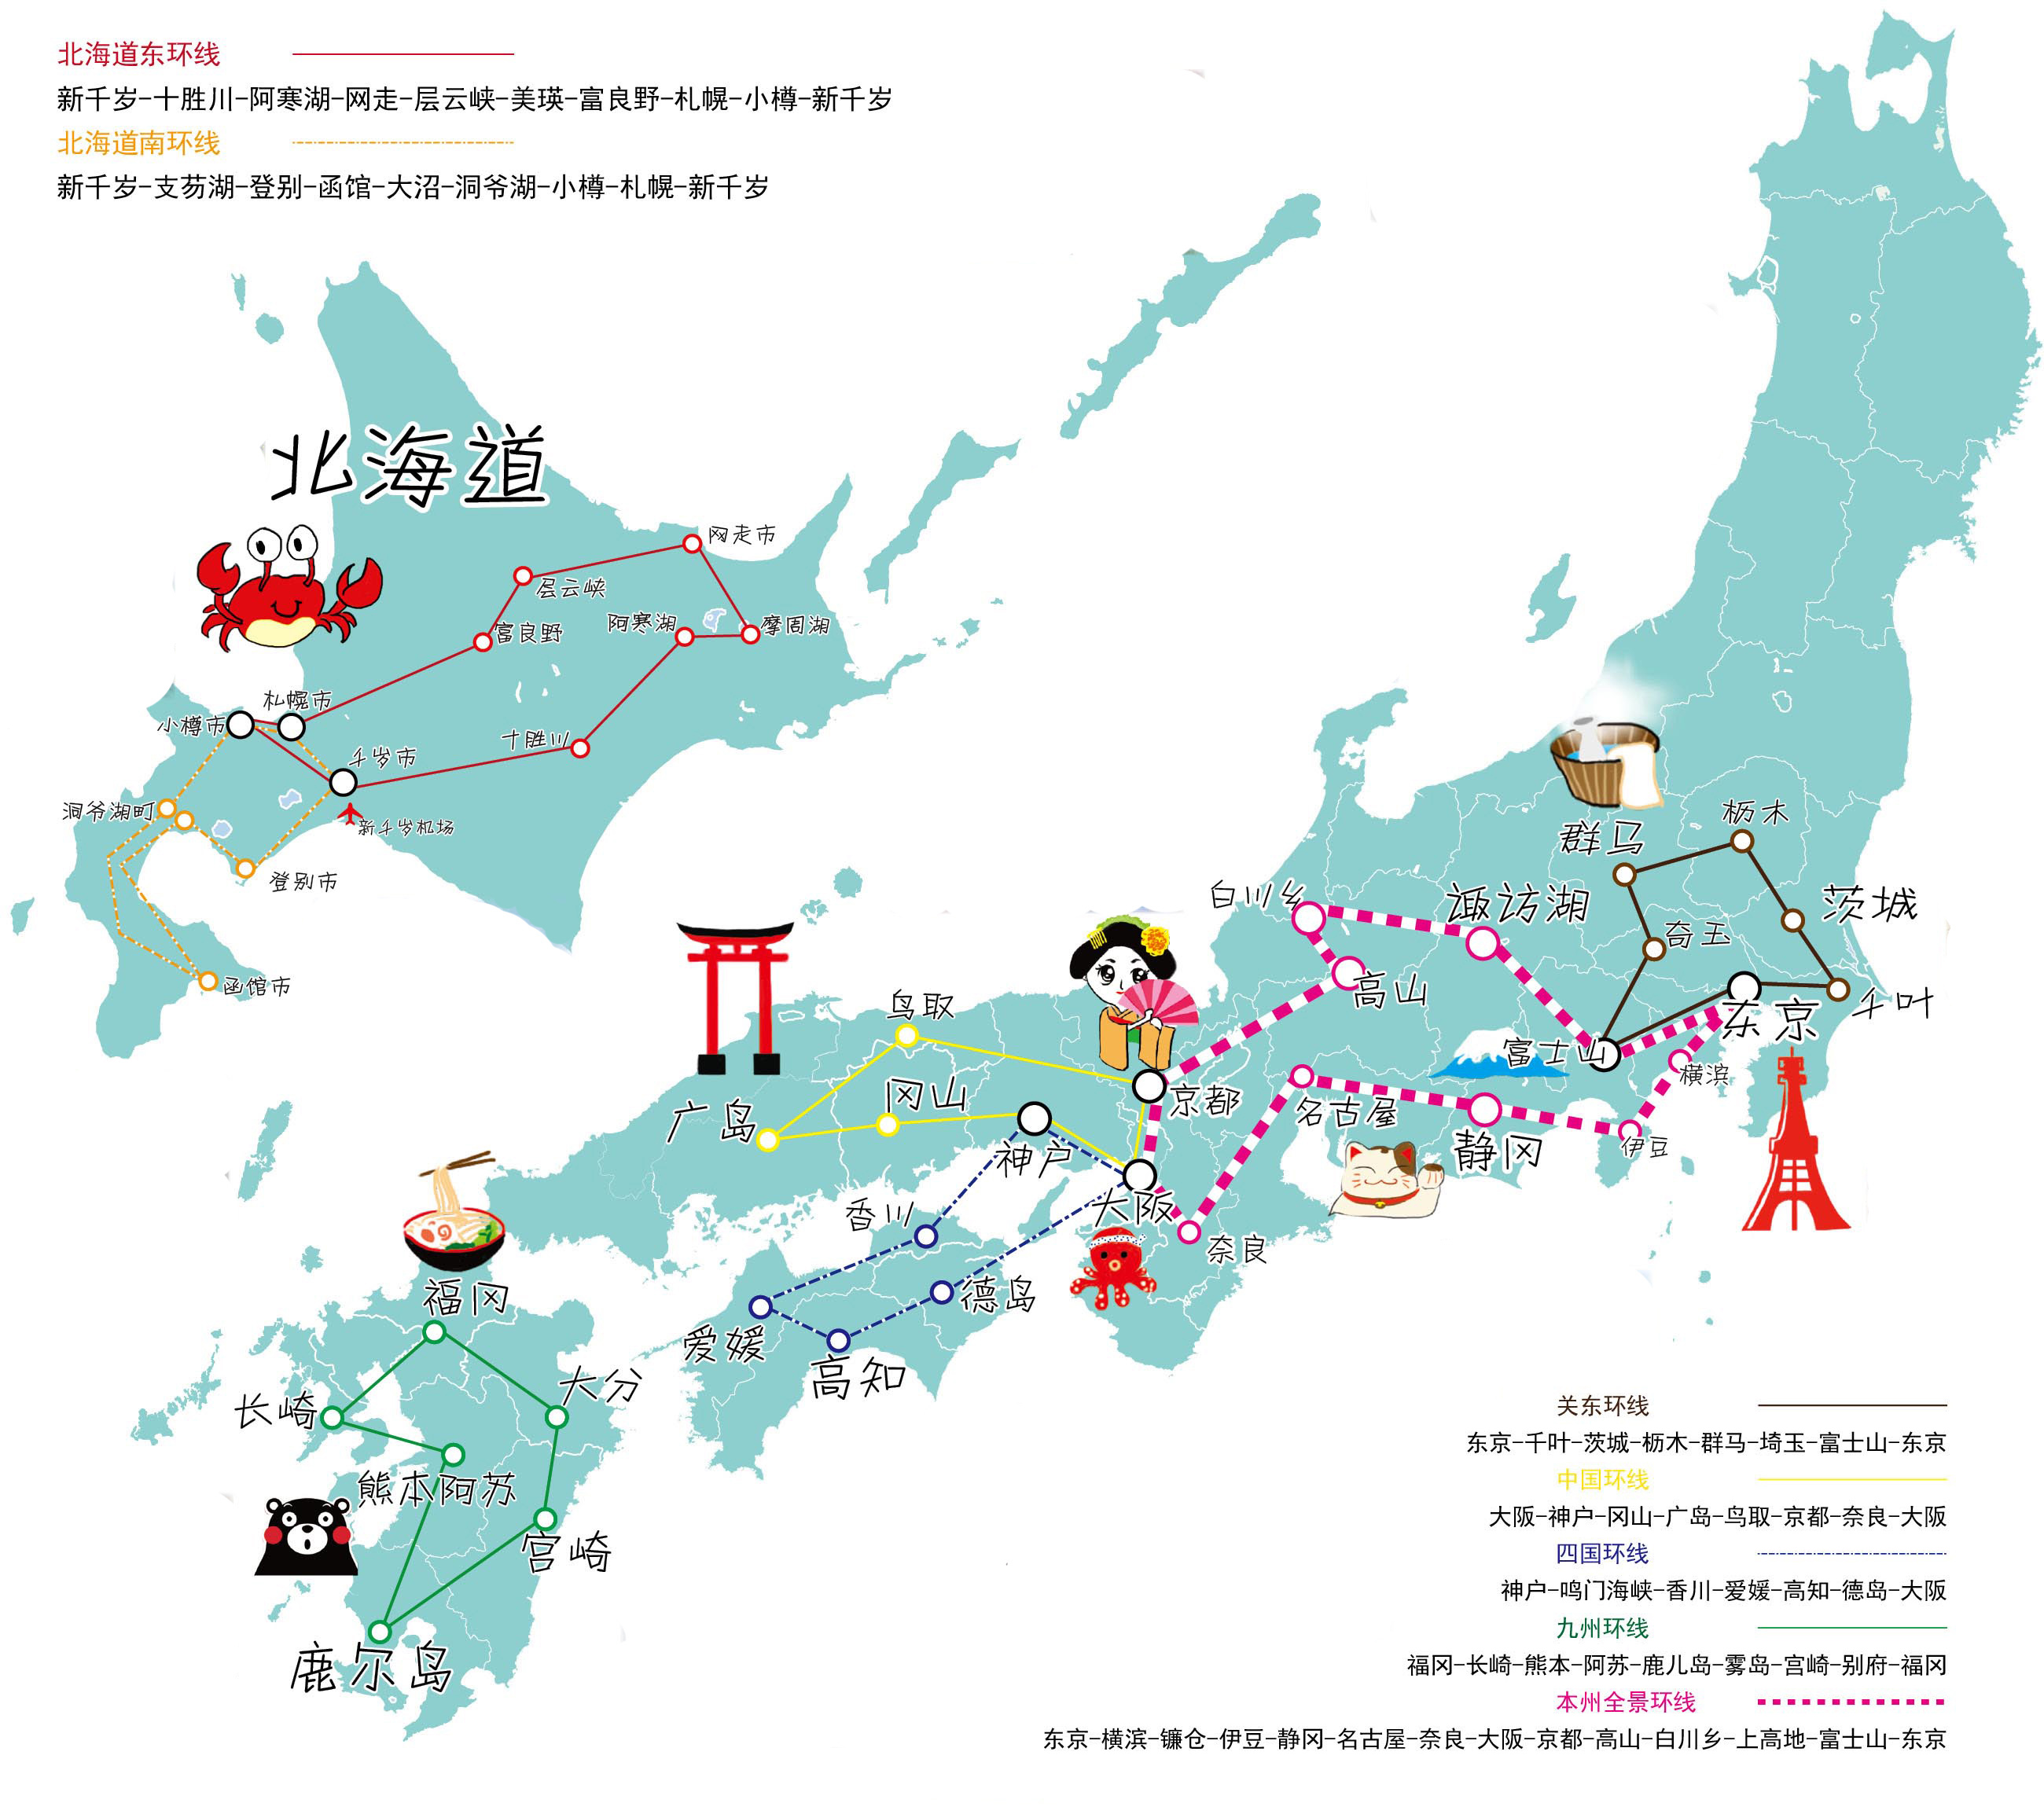 北海道东环线
新千岁-十胜川-阿寒湖-网走-层云峡-美瑛-富良野-札幌-小樽-新千岁
北海道南环线
新千岁-支芴湖-登别-函馆-大沼-洞爷湖-小樽-札幌-新千岁
北海道
网走市
层云峡
富良野
阿寒湖
摩周湖
札幌市
小樽市
十胜川
千岁市
洞爷湖町
新千岁机场
登别市
函馆市
群马
枥木
白川乡
诹访湖
茨城
奇玉
高山
千叶
东京
富士山
鸟取
横滨
冈山
京都
名古屋
广岛
静冈
伊豆
神户
大阪
香川
奈良
德岛
福冈
爱媛
高知
大分
长崎
熊本阿苏
宫崎
鹿尔岛
关东环线
东京-千叶-茨城-枥木-群马-埼玉-富士山-东京
中国环线
大阪-神户-冈山-广岛-鸟取-京都-奈良-大阪
四国环线
神户-鸣门海峡-香川-爱媛-高知-德岛-大阪
九州环线
福冈-长崎-熊本-阿苏-鹿儿岛-雾岛-宫崎-别府-福冈
本州全景环线
东京-横滨-镰仓-伊豆-静冈-名古屋-奈良-大阪-京都-高山-白川乡-上高地-富士山-东京